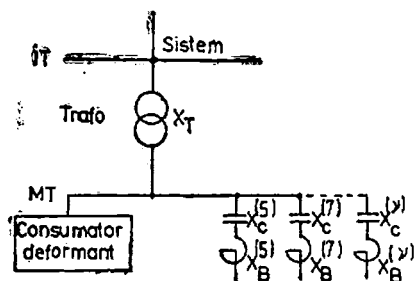 Sistem
ÎT
Trafo
X_T
MT
Consumator
deformant
X_c^(5) X_c^(7) X_c^(ν)
X_B^(5) X_B^(7) X_B^(ν)